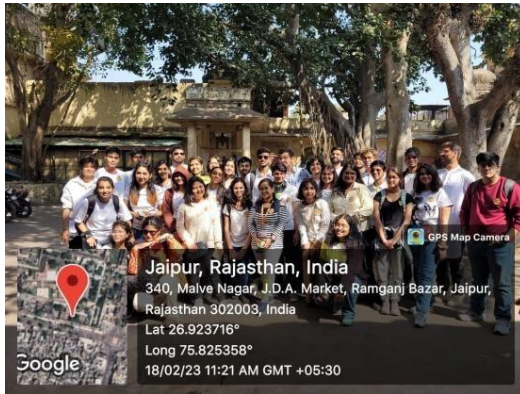 GPS Map Camera
Jaipur, Rajasthan, India
340, Malve Nagar, J.D.A. Market, Ramganj Bazar, Jaipur,
Rajasthan 302003, India
Lat 26.923716°
Long 75.825358°
18/02/23 11:21 AM GMT +05:30
Google